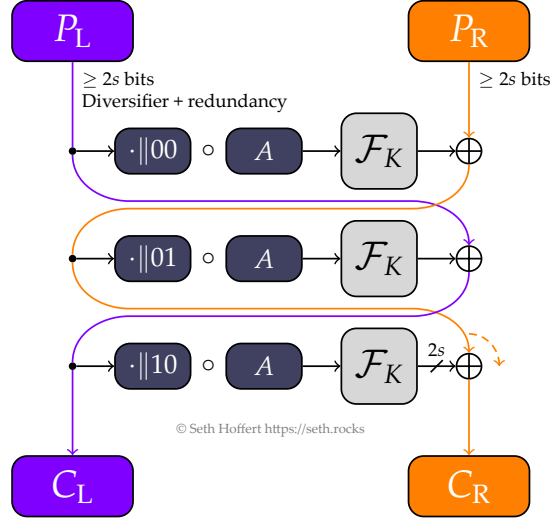 P_L P_R
≥ 2s bits ≥ 2s bits
Diversifier + redundancy
·‖00 ∘ A 𝓕_K
·‖01 ∘ A 𝓕_K
2s
·‖10 ∘ A 𝓕_K
© Seth Hoffert https://seth.rocks
C_L C_R